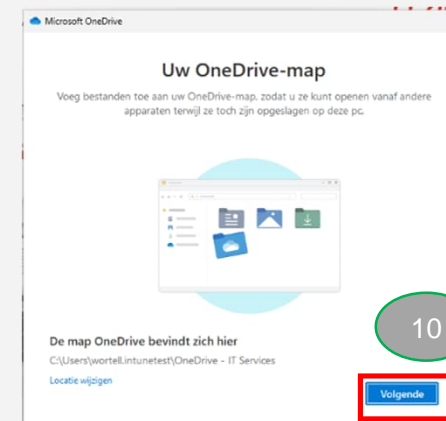 Microsoft OneDrive
Uw OneDrive-map
Voeg bestanden toe aan uw OneDrive-map, zodat u ze kunt openen vanaf andere
apparaten terwijl ze toch zijn opgeslagen op deze pc.
De map OneDrive bevindt zich hier
C:\Users\wortell.intunetest\OneDrive - IT Services
Locatie wijzigen
10
Volgende